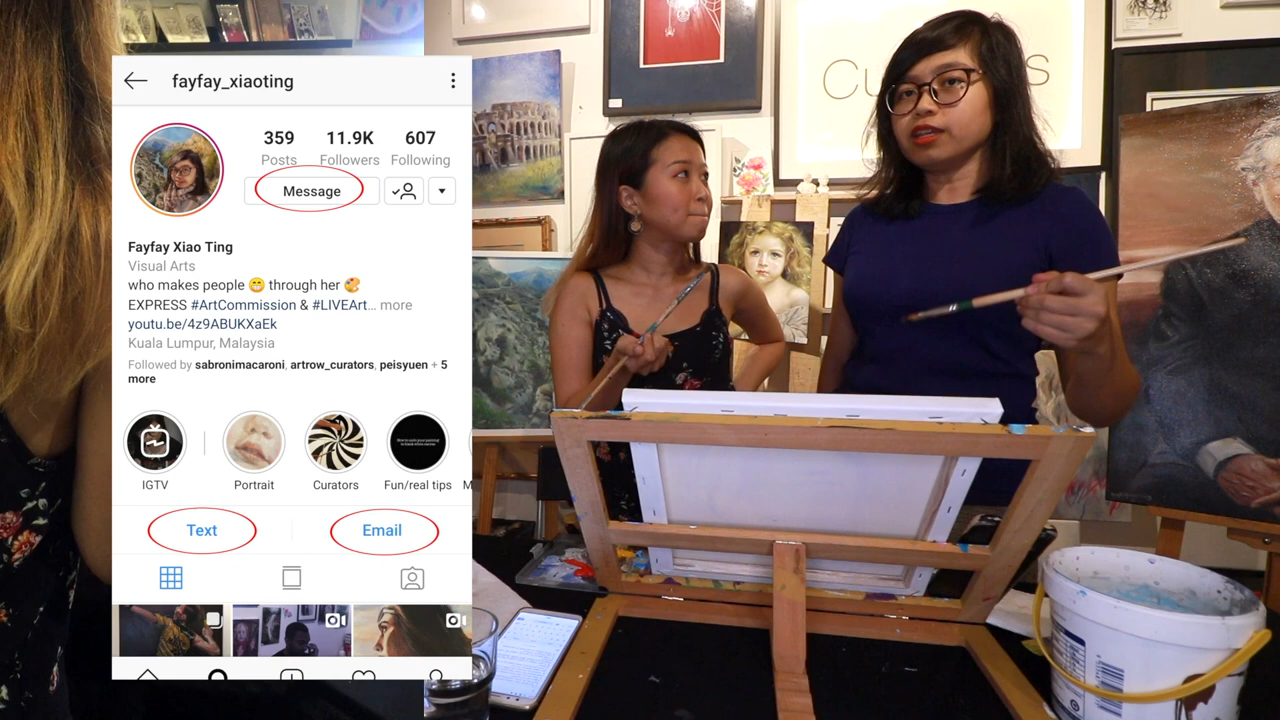 fayfay_xiaoting
359 11.9K 607
Posts Followers Following
Message
Fayfay Xiao Ting
Visual Arts
who makes people 😁 through her 🎨
EXPRESS #ArtCommission & #LIVEArt… more
youtu.be/4z9ABUKXaEk
Kuala Lumpur, Malaysia
Followed by sabronimacaroni, artrow_curators, peisyuen + 5
more
IGTV Portrait Curators Fun/real tips M
Text Email